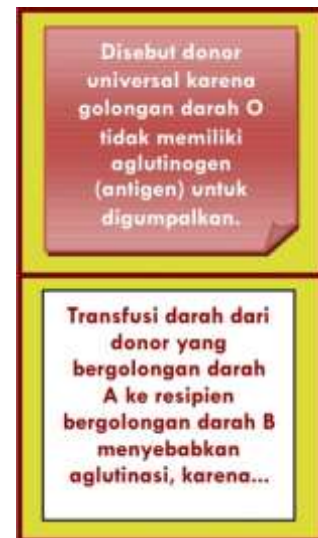 Disebut donor
universal karena
golongan darah O
tidak memiliki
aglutinogen
(antigen) untuk
digumpalkan.
Transfusi darah dari
donor yang
bergolongan darah
A ke resipien
bergolongan darah B
menyebabkan
aglutinasi, karena...